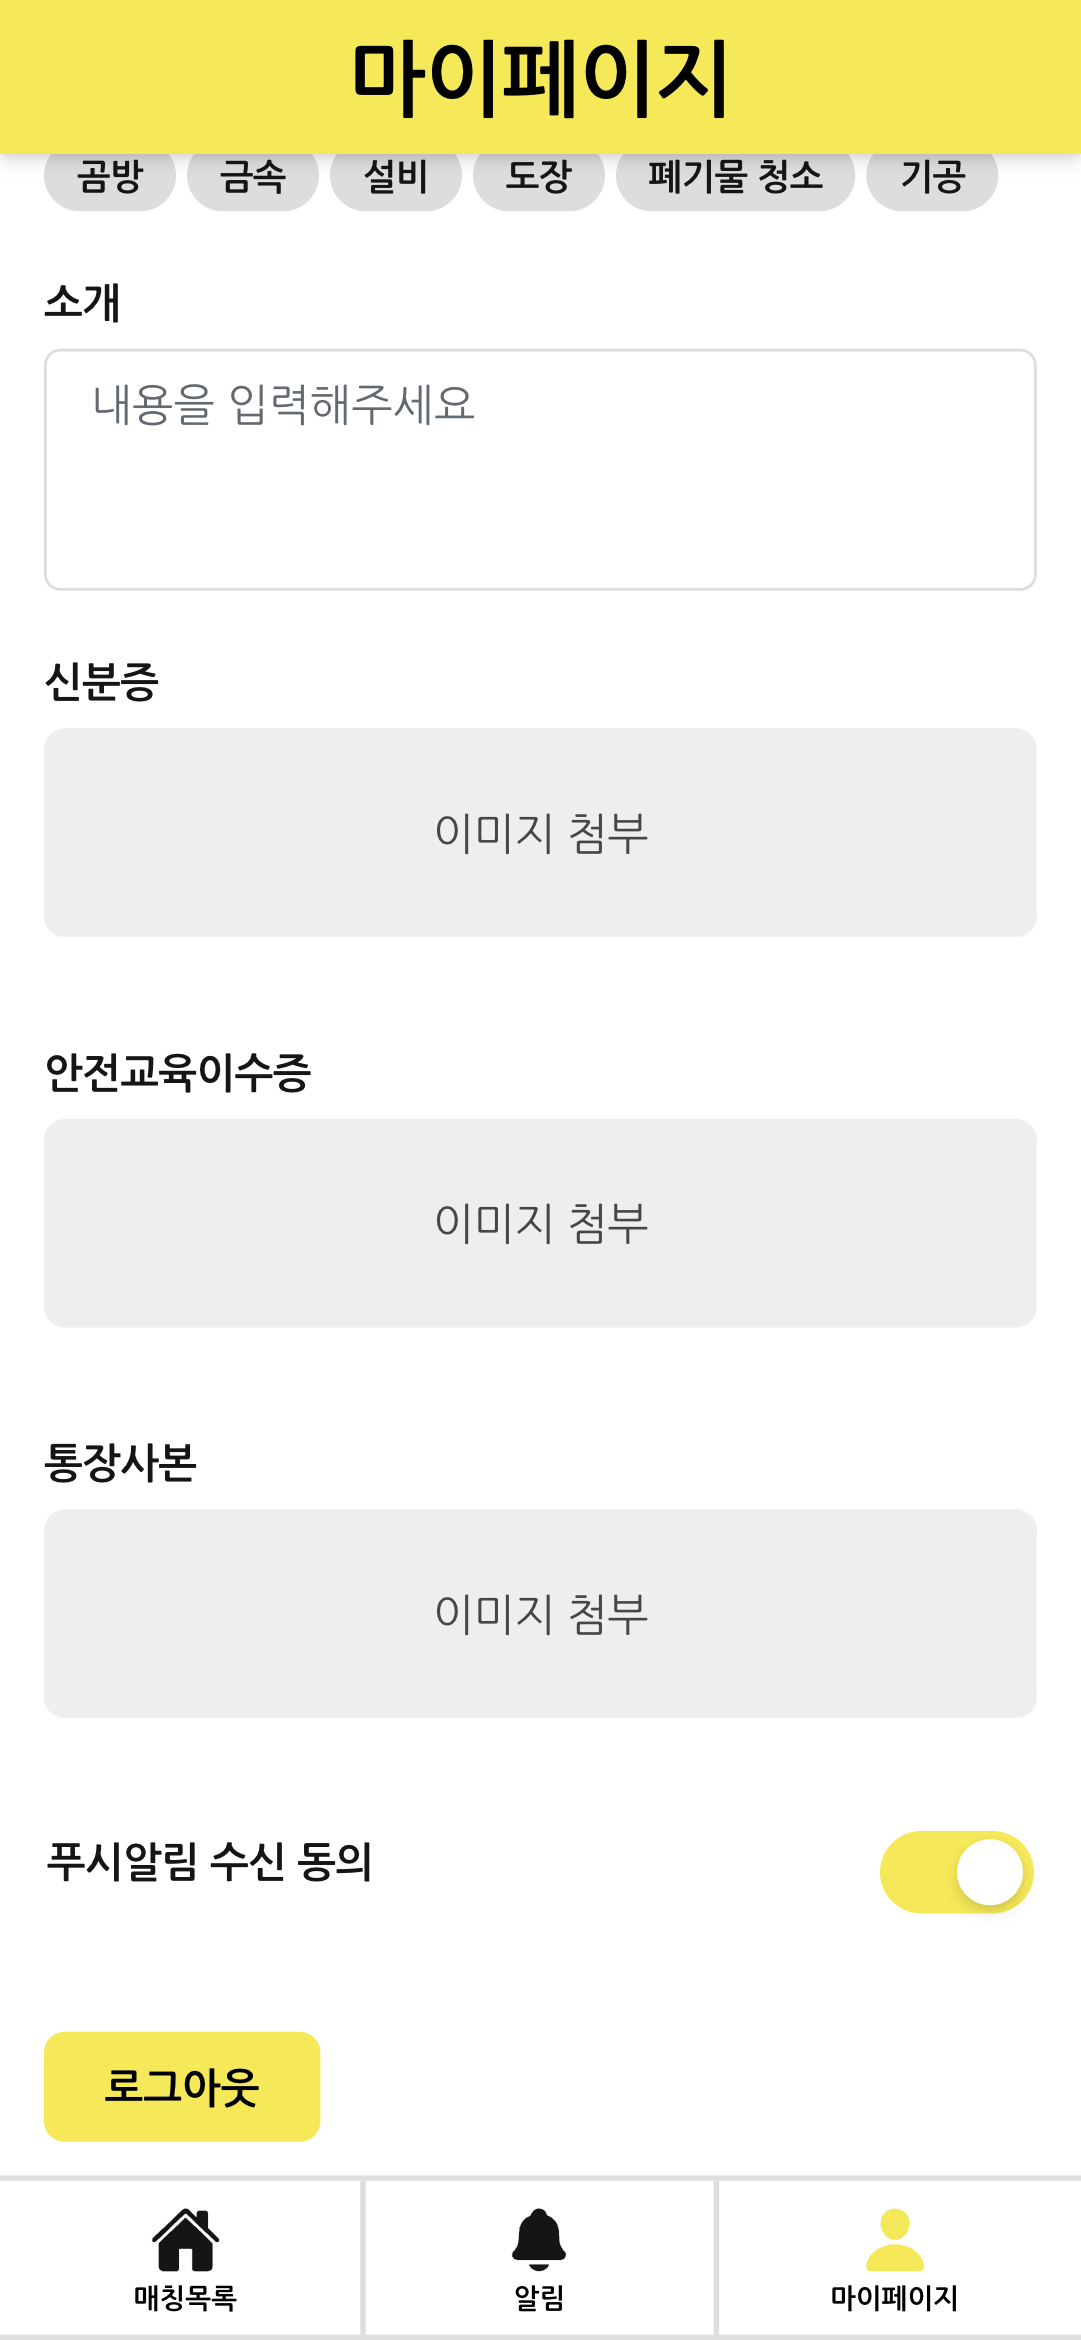 마이페이지
곰방 금속 설비 도장 폐기물 청소 기공
소개
내용을 입력해주세요
신분증
이미지 첨부
안전교육이수증
이미지 첨부
통장사본
이미지 첨부
푸시알림 수신 동의
로그아웃
매칭목록 알림 마이페이지